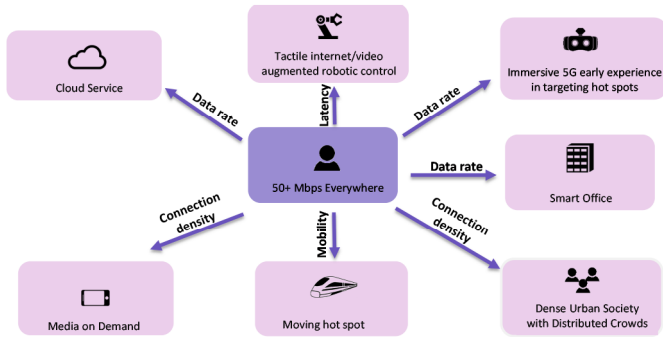 Cloud Service
Tactile internet/video
augmented robotic control
Immersive 5G early experience
in targeting hot spots
Data rate
Latency
Data rate
50+ Mbps Everywhere
Data rate
Smart Office
Connection
density
Mobility
Connection
density
Media on Demand
Moving hot spot
Dense Urban Society
with Distributed Crowds